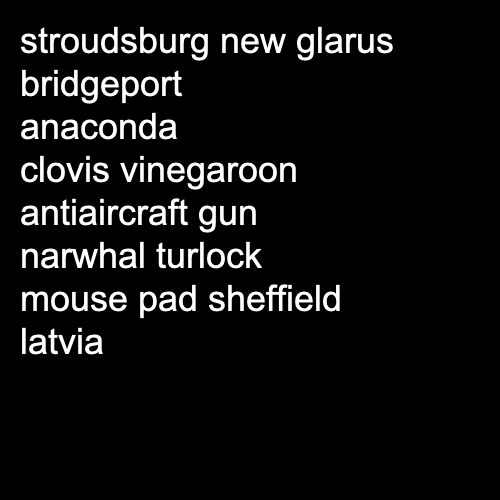 stroudsburg new glarus
bridgeport
anaconda
clovis vinegaroon
antiaircraft gun
narwhal turlock
mouse pad sheffield
latvia